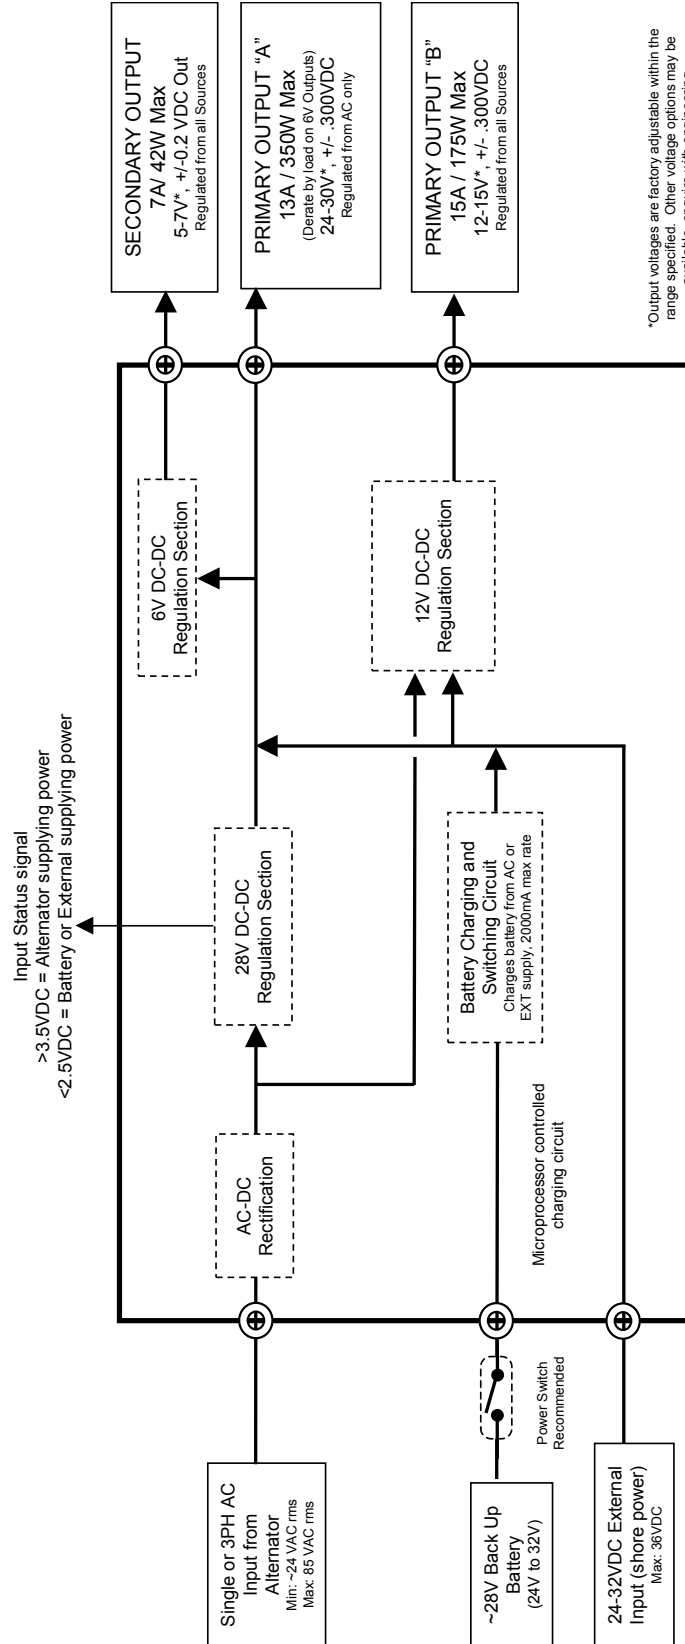 Input Status signal
>3.5VDC = Alternator supplying power
<2.5VDC = Battery or External supplying power
Single or 3PH AC
Input from
Alternator
Min: ~24 VAC rms
Max: 85 VAC rms
AC-DC
Rectification
28V DC-DC
Regulation Section
6V DC-DC
Regulation Section
SECONDARY OUTPUT
7A/ 42W Max
5-7V*, +/-0.2 VDC Out
Regulated from all Sources
PRIMARY OUTPUT “A”
13A / 350W Max
(Derate by load on 6V Outputs)
24-30V*, +/- .300VDC
Regulated from AC only
12V DC-DC
Regulation Section
PRIMARY OUTPUT “B”
15A / 175W Max
12-15V*, +/- .300VDC
Regulated from all Sources
~28V Back Up
Battery
(24V to 32V)
Power Switch
Recommended
Microprocessor controlled
charging circuit
Battery Charging and
Switching Circuit
Charges battery from AC or
EXT supply, 2000mA max rate
24-32VDC External
Input (shore power)
Max: 36VDC
*Output voltages are factory adjustable within the
range specified. Other voltage options may be